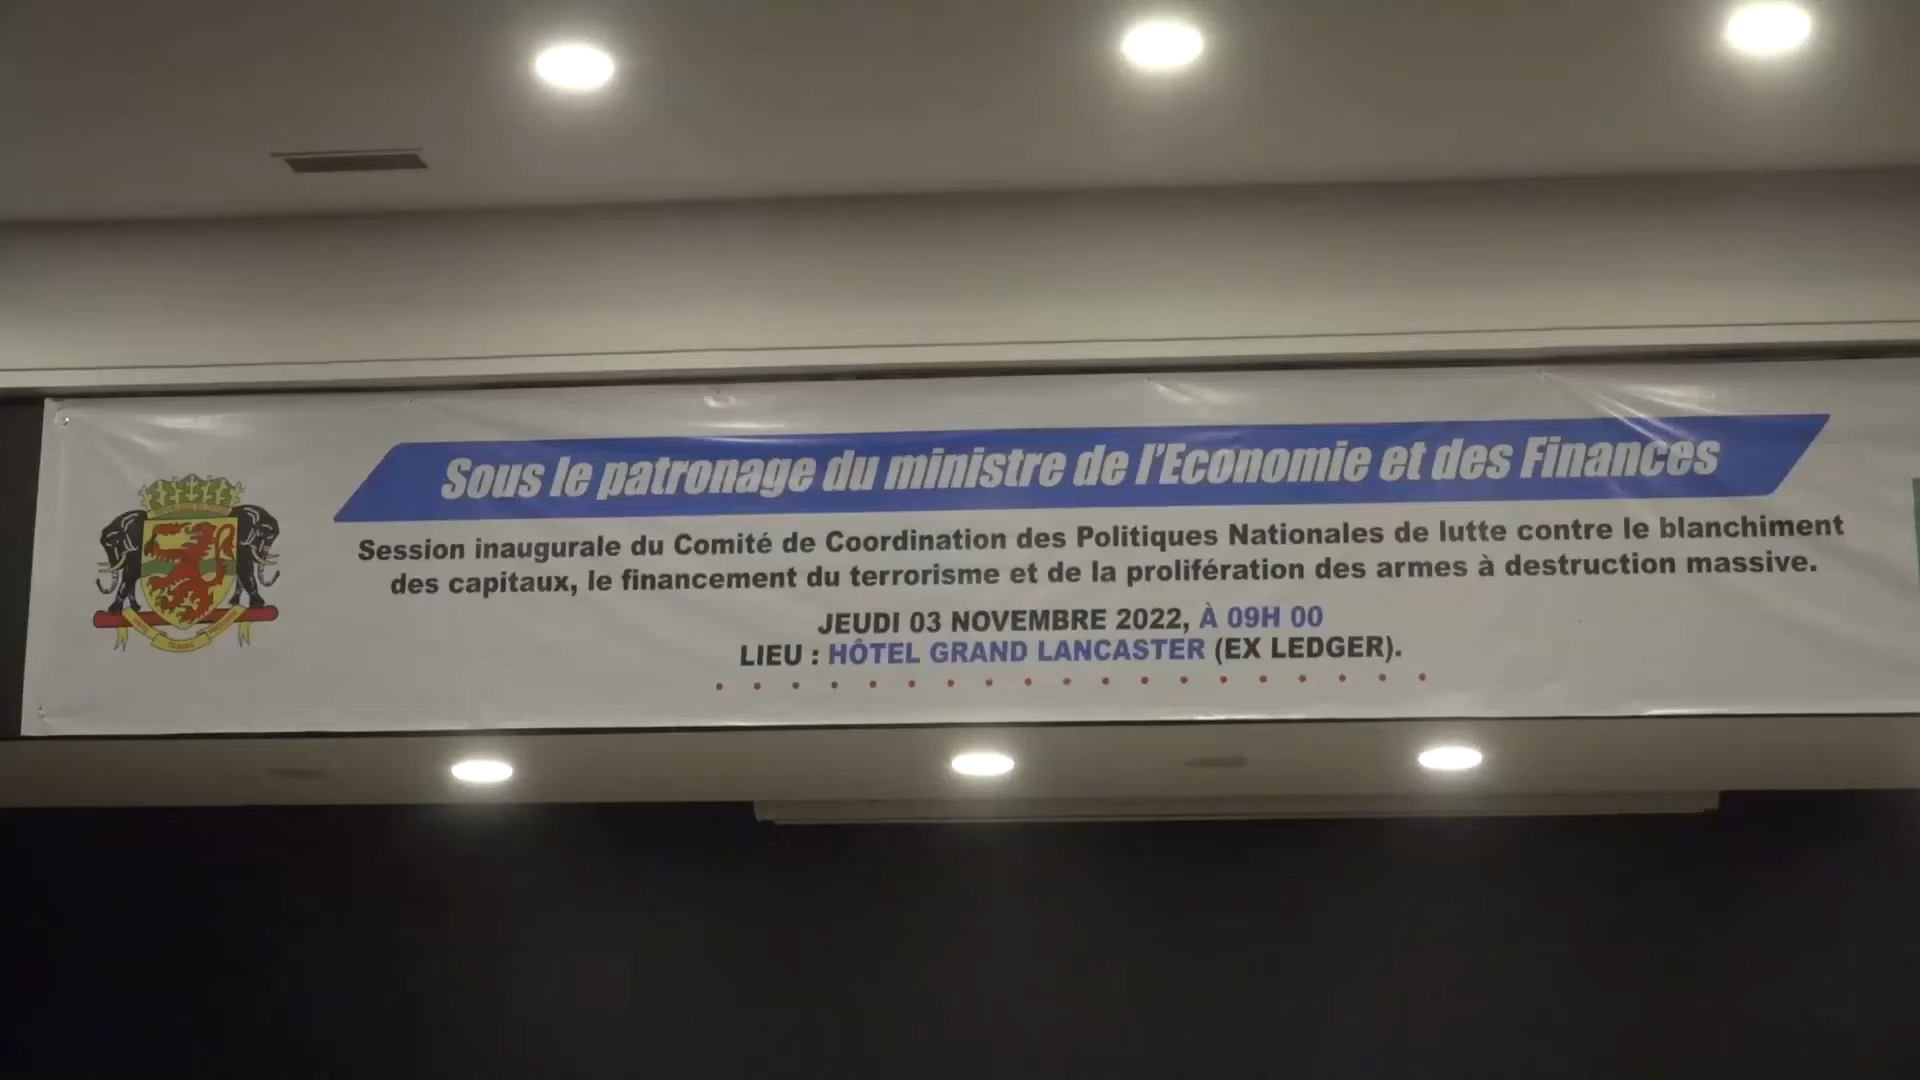 Sous le patronage du ministre de l'Economie et des Finances
Session inaugurale du Comité de Coordination des Politiques Nationales de lutte contre le blanchiment
des capitaux, le financement du terrorisme et de la prolifération des armes à destruction massive.
JEUDI 03 NOVEMBRE 2022, À 09H 00
LIEU : HÔTEL GRAND LANCASTER (EX LEDGER).